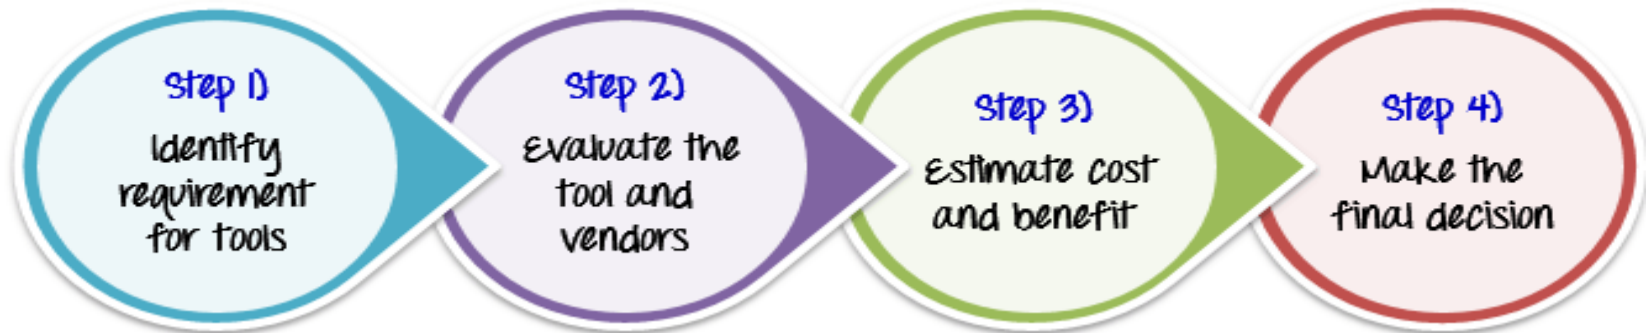 Step 1)
Identify
requirement
for tools
Step 2)
Evaluate the
tool and
vendors
Step 3)
Estimate cost
and benefit
Step 4)
Make the
final decision